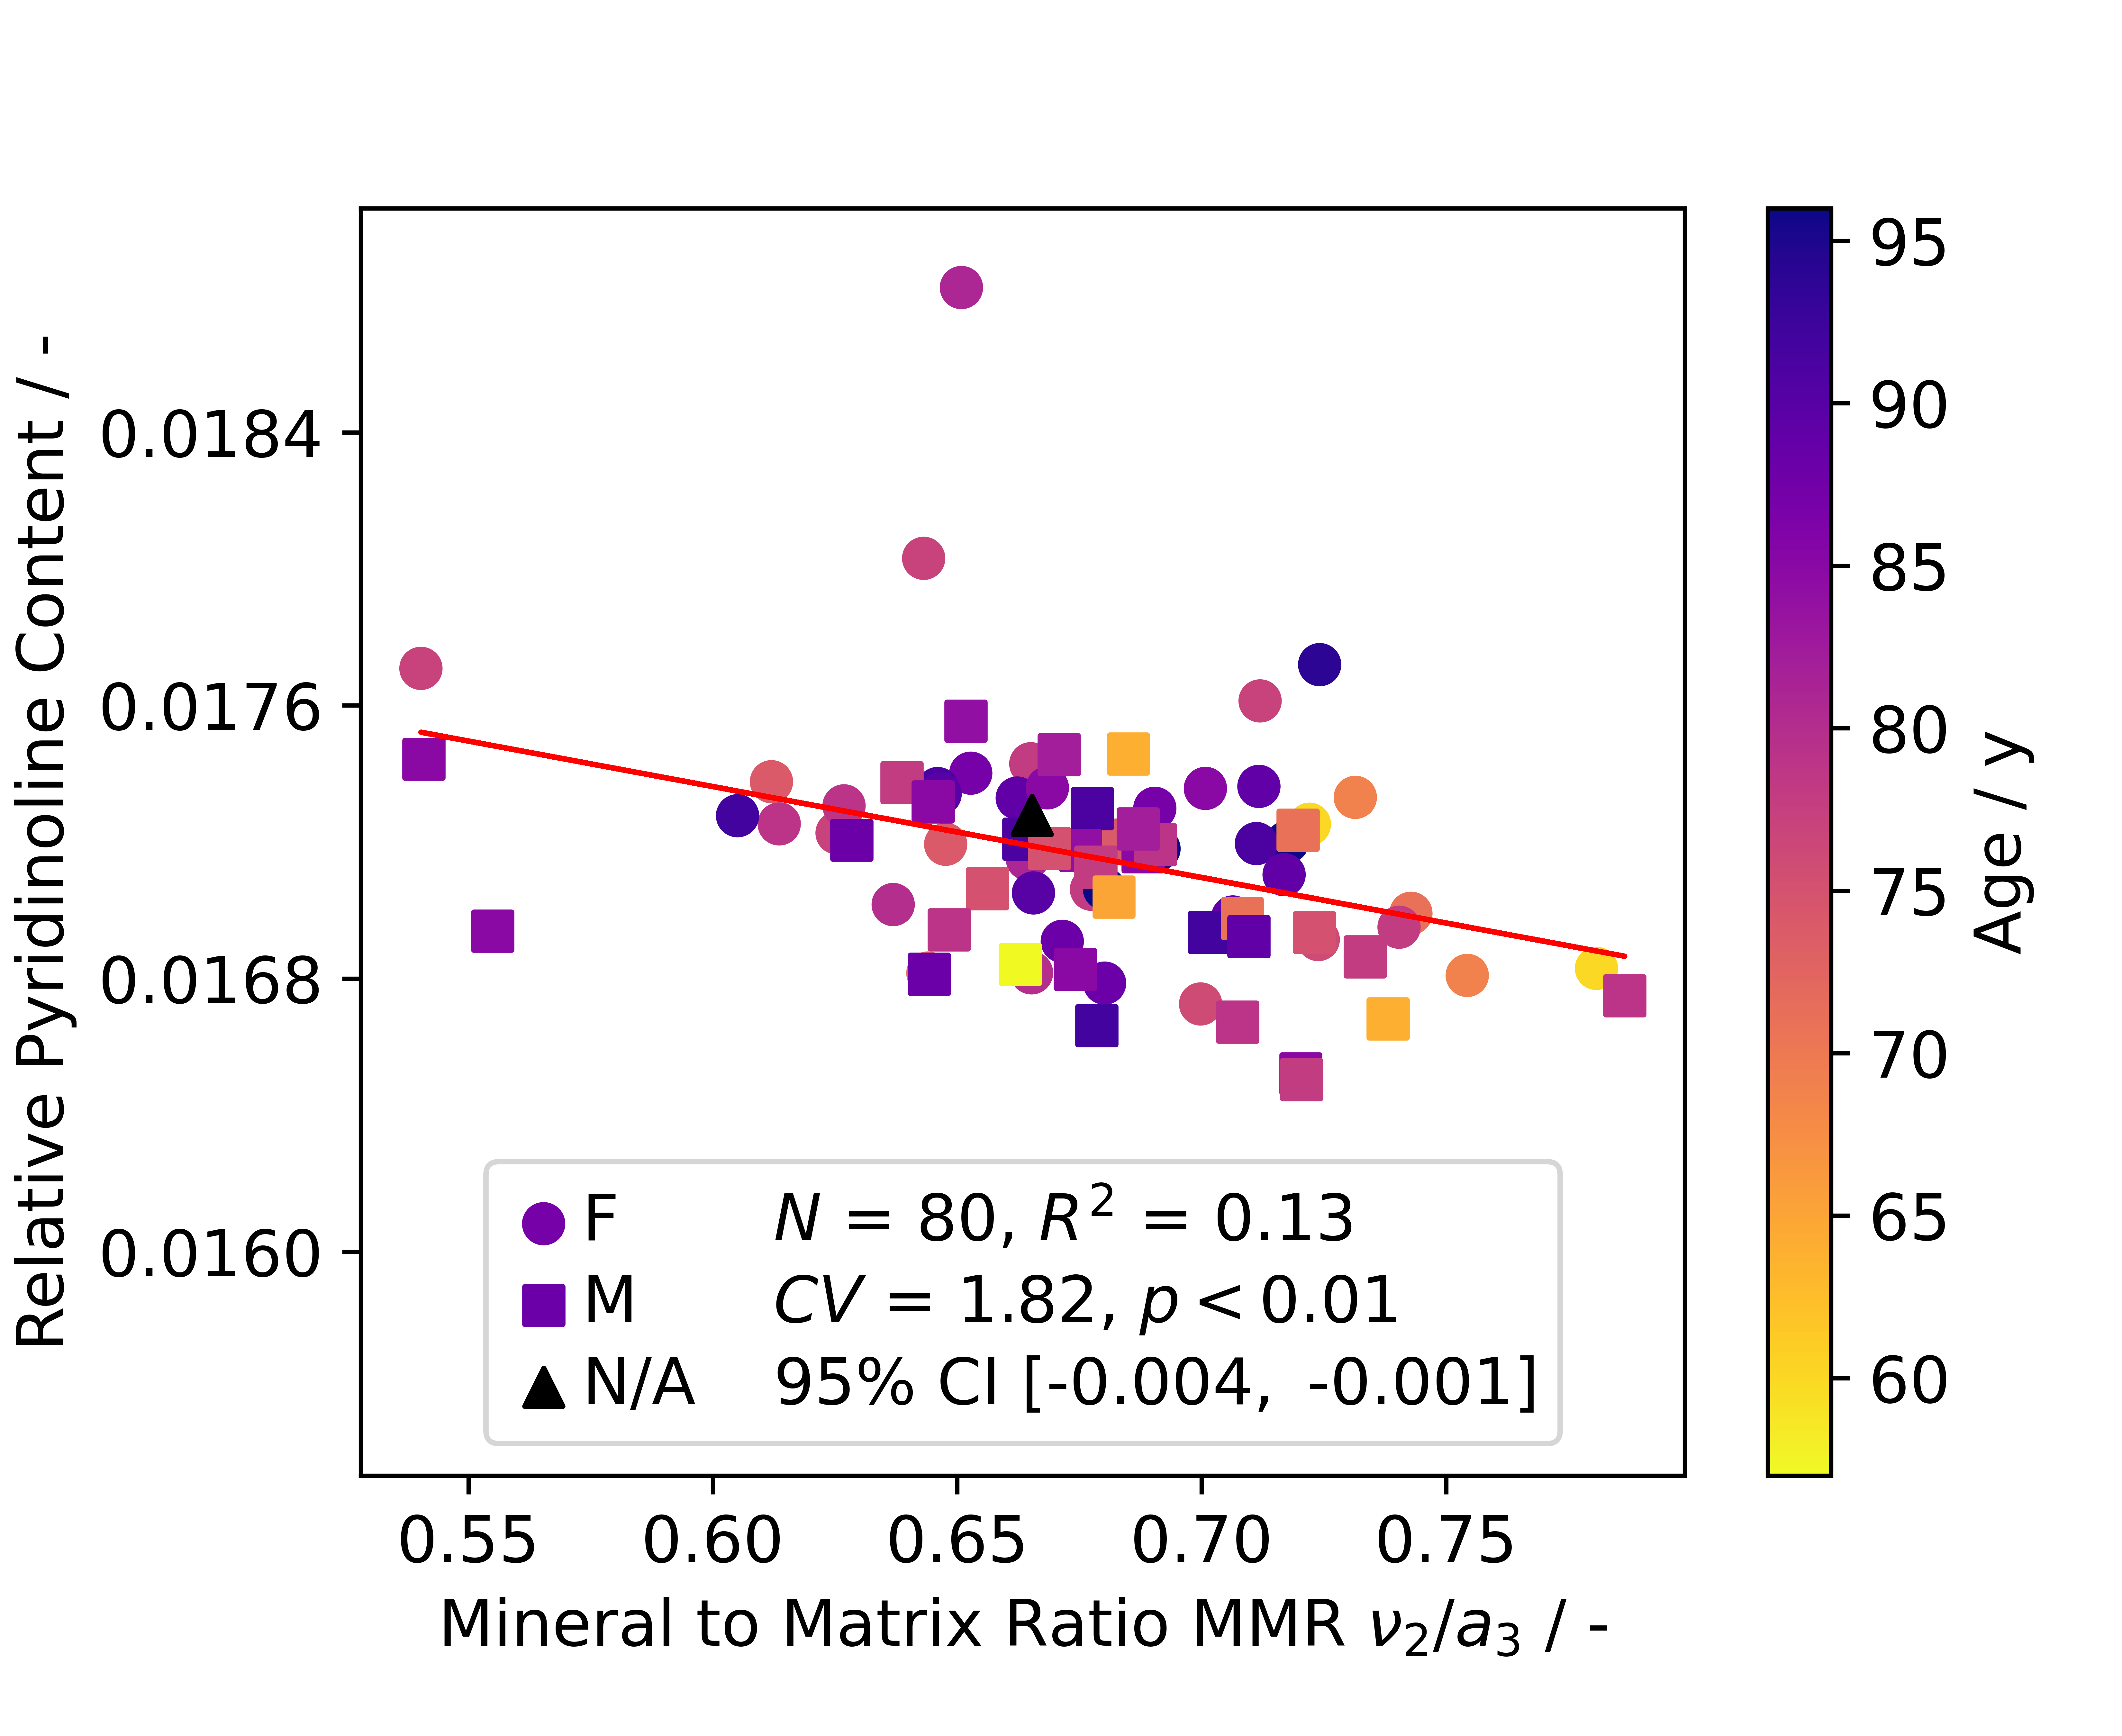 Relative Pyridinoline Content / -
0.0184
0.0176
0.0168
0.0160
F N = 80, R² = 0.13
M CV = 1.82, p < 0.01
N/A 95% CI [-0.004, -0.001]
0.55 0.60 0.65 0.70 0.75
Mineral to Matrix Ratio MMR ν₂/a₃ / -
95
90
85
80
75
70
65
60
Age / y